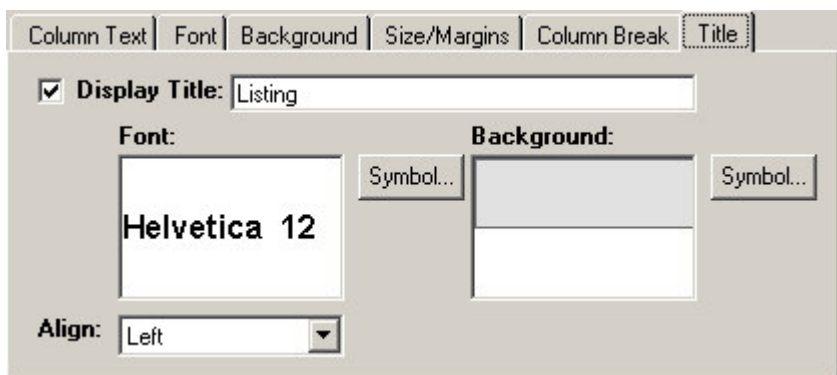 Column Text Font Background Size/Margins Column Break Title
Display Title: Listing
Font: Background:
Symbol... Symbol...
Helvetica 12
Align: Left